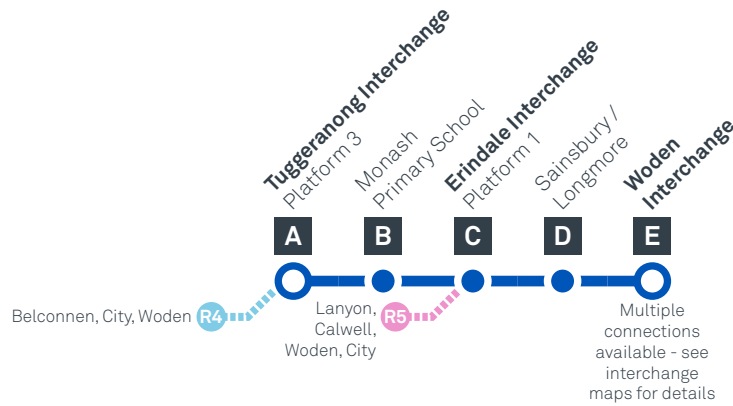 Tuggeranong Interchange
Platform 3
Monash
Primary School
Erindale Interchange
Platform 1
Sainsbury /
Longmore
Woden
Interchange
A
B
C
D
E
Belconnen, City, Woden
R4
Lanyon,
Calwell,
Woden, City
R5
Multiple
connections
available - see
interchange
maps for details